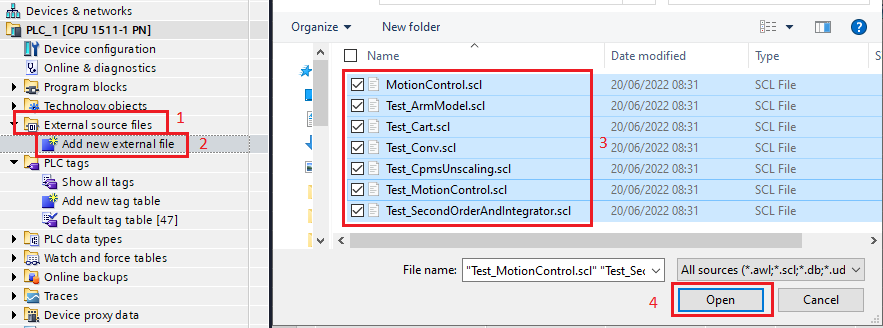 Devices & networks
PLC_1 [CPU 1511-1 PN]
Device configuration
Online & diagnostics
Program blocks
Technology objects
External source files
1
Add new external file
2
PLC tags
Show all tags
Add new tag table
Default tag table [47]
PLC data types
Watch and force tables
Online backups
Traces
Device proxy data
Organize
New folder
?
Name Date modified Type S
MotionControl.scl 20/06/2022 08:31 SCL File
Test_ArmModel.scl 20/06/2022 08:31 SCL File
Test_Cart.scl 20/06/2022 08:31 SCL File
Test_Conv.scl 20/06/2022 08:31 SCL File
3
Test_CpmsUnscaling.scl 20/06/2022 08:31 SCL File
Test_MotionControl.scl 20/06/2022 08:31 SCL File
Test_SecondOrderAndIntegrator.scl 20/06/2022 08:31 SCL File
File name: "Test_MotionControl.scl" "Test_Sec All sources (*.awl;*.scl;*.db;*.ud
4
Open
Cancel